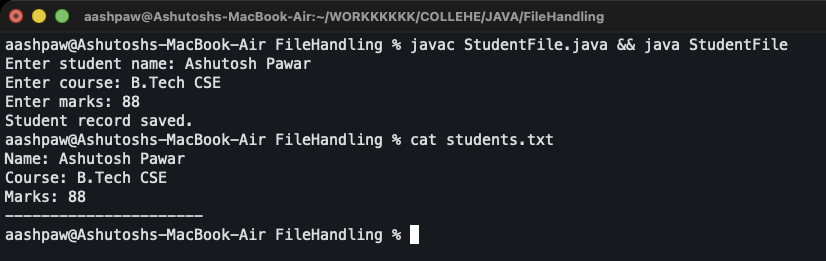 aashpaw@Ashutoshs-MacBook-Air:~/WORKKKKKK/COLLEHE/JAVA/FileHandling
aashpaw@Ashutoshs-MacBook-Air FileHandling % javac StudentFile.java && java StudentFile
Enter student name: Ashutosh Pawar
Enter course: B.Tech CSE
Enter marks: 88
Student record saved.
aashpaw@Ashutoshs-MacBook-Air FileHandling % cat students.txt
Name: Ashutosh Pawar
Course: B.Tech CSE
Marks: 88
----------------------
aashpaw@Ashutoshs-MacBook-Air FileHandling %